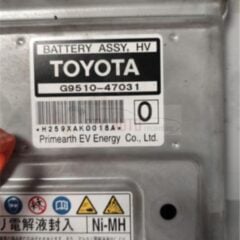 BATTERY ASSY, HV
TOYOTA
G9510-47031
0
*H259XAK0018A*
Primearth EV Energy Co., Ltd.
リ電解液封入
Ni-MH